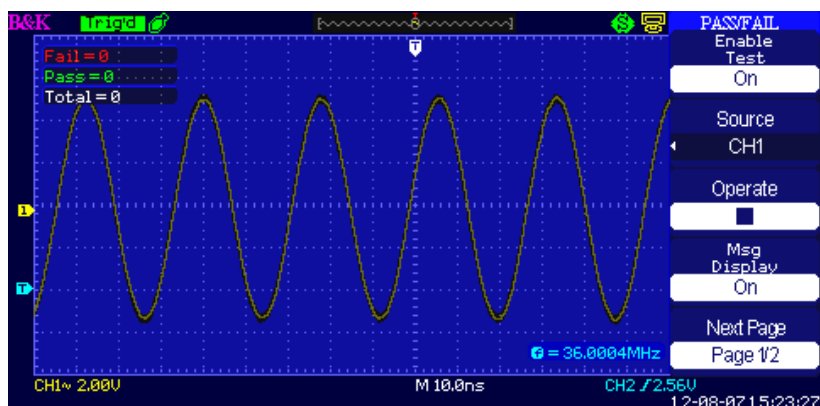 B&K Trig'd S PASS/FAIL
T
Enable
Test
On
Fail=0
Pass=0
Total=0
Source
CH1
Operate
1
Msg
Display
On
T
Next Page
Page 1/2
f = 36.0004MHz
CH1~ 2.00V M 10.0ns CH2 2.56V
12-08-07 15:23:27